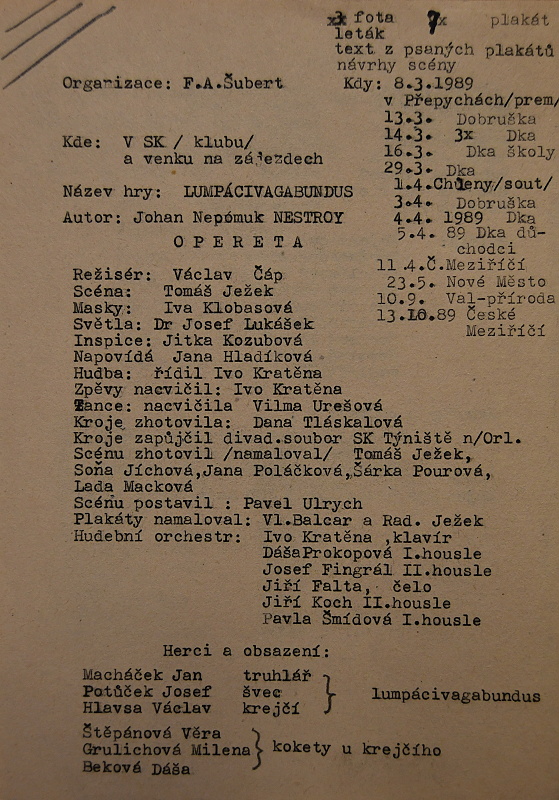 x3 fota 7x plakát
leták
text z psaných plakátů
návrhy scény
Organizace: F.A.Šubert
Kdy: 8.3.1989
v Přepychách/prem/
13.3. Dobruška
Kde: V SK / klubu/
14.3. 3x Dka
a venku na zájezdech
16.3. Dka školy
29.3. Dka
Název hry: LUMPÁCIVAGABUNDUS
1.4.Chleny/sout/
3.4. Dobruška
Autor: Johan Nepómuk NESTROY
4.4. 1989 Dka
O P E R E T A
5.4. 89 Dka dů-
chodci
11.4.Č.Meziříčí
23.5. Nové Město
10.9. Val-příroda
13.10.89 České
Meziříčí
Režisér: Václav Čáp
Scéna: Tomáš Ježek
Masky: Iva Klobasová
Světla: Dr Josef Lukášek
Inspice: Jitka Kozubová
Napovídá Jana Hladíková
Hudba: řídil Ivo Kratěna
Zpěvy nacvičil: Ivo Kratěna
Tance: nacvičila Vilma Urešová
Kroje zhotovila: Dana Tláskalová
Kroje zapůjčil divad.soubor SK Týniště n/Orl.
Scénu zhotovil /namaloval/ Tomáš Ježek,
Soňa Jíchová,Jana Poláčková,Šárka Pourová,
Lada Macková
Scénu postavil : Pavel Ulrych
Plakáty namaloval: Vl.Balcar a Rad. Ježek
Hudební orchestr: Ivo Kratěna ,klavír
DášaProkopová I.housle
Josef Fingrál II.housle
Jiří Falta, čelo
Jiří Koch II.housle
Pavla Šmídová I.housle
Herci a obsazení:
Macháček Jan truhlář
Potůček Josef švec } lumpácivagabundus
Hlavsa Václav krejčí
Štěpánová Věra
Grulichová Milena } kokety u krejčího
Beková Dáša